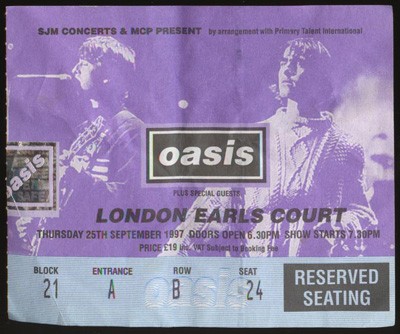 SJM CONCERTS & MCP PRESENT by arrangement with Primary Talent International
oasis
oasis
PLUS SPECIAL GUEST
LONDON EARLS COURT
THURSDAY 25TH SEPTEMBER 1997 DOORS OPEN 6.30PM SHOW STARTS 7.30PM
PRICE £19 inc. VAT Subject to Booking Fee
BLOCK ENTRANCE ROW SEAT
21 A B 24
oasis
RESERVED
SEATING